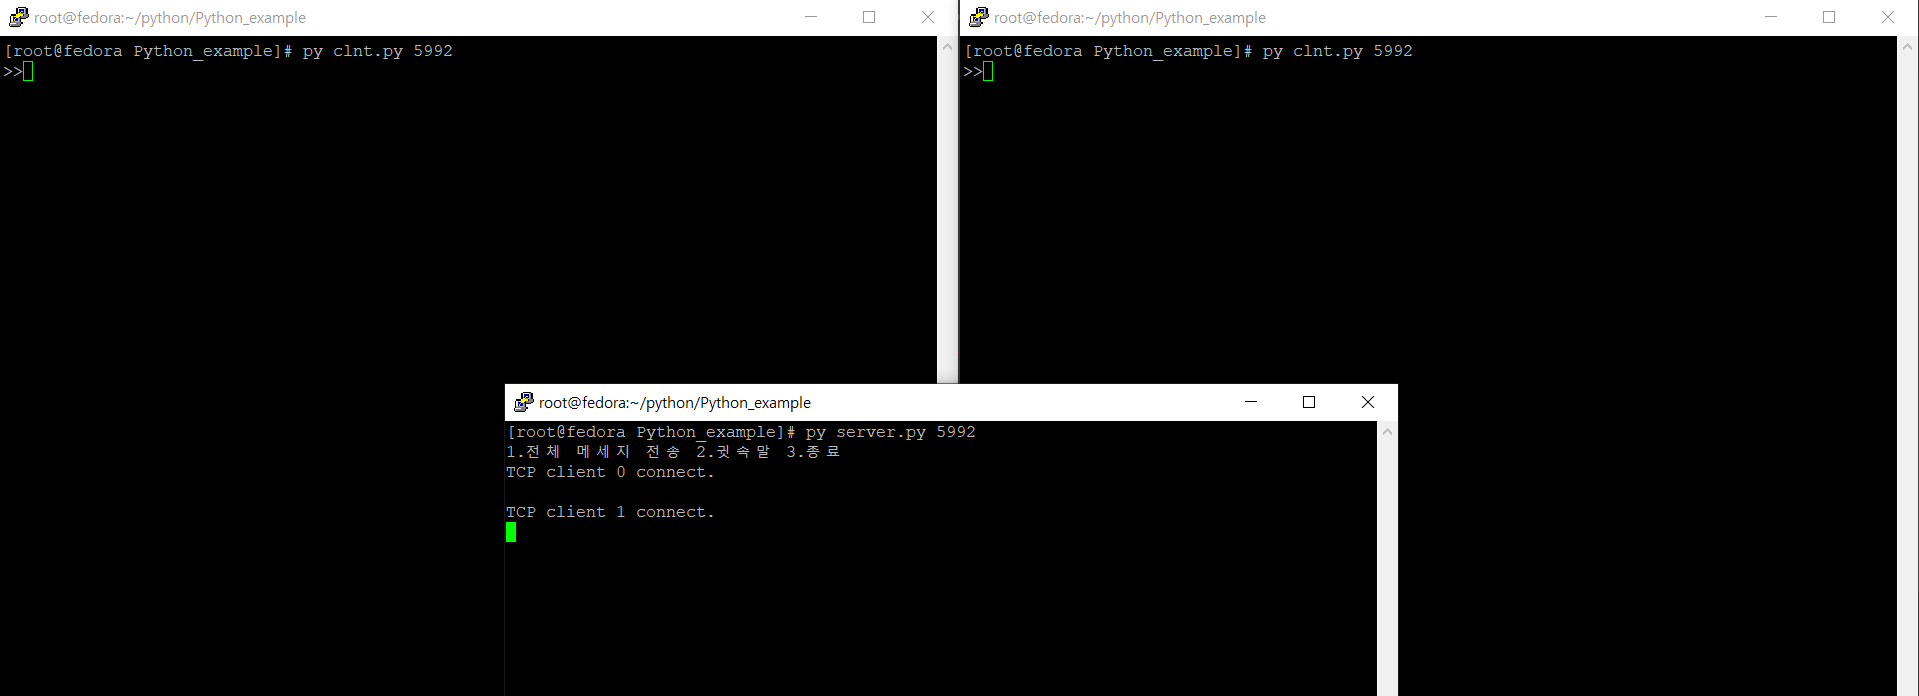 root@fedora:~/python/Python_example
[root@fedora Python_example]# py clnt.py 5992
>>
root@fedora:~/python/Python_example
[root@fedora Python_example]# py clnt.py 5992
>>
root@fedora:~/python/Python_example
[root@fedora Python_example]# py server.py 5992
1.전체 메세지 전송 2.귓속말 3.종료
TCP client 0 connect.
TCP client 1 connect.